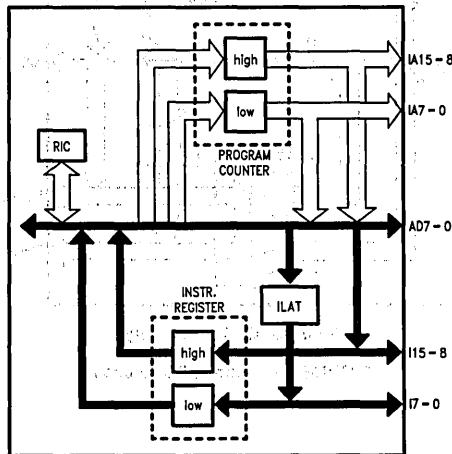 high
IA15-8
low
IA7-0
RIC
PROGRAM
COUNTER
AD7-0
INSTR.
REGISTER
ILAT
high
I15-8
low
I7-0